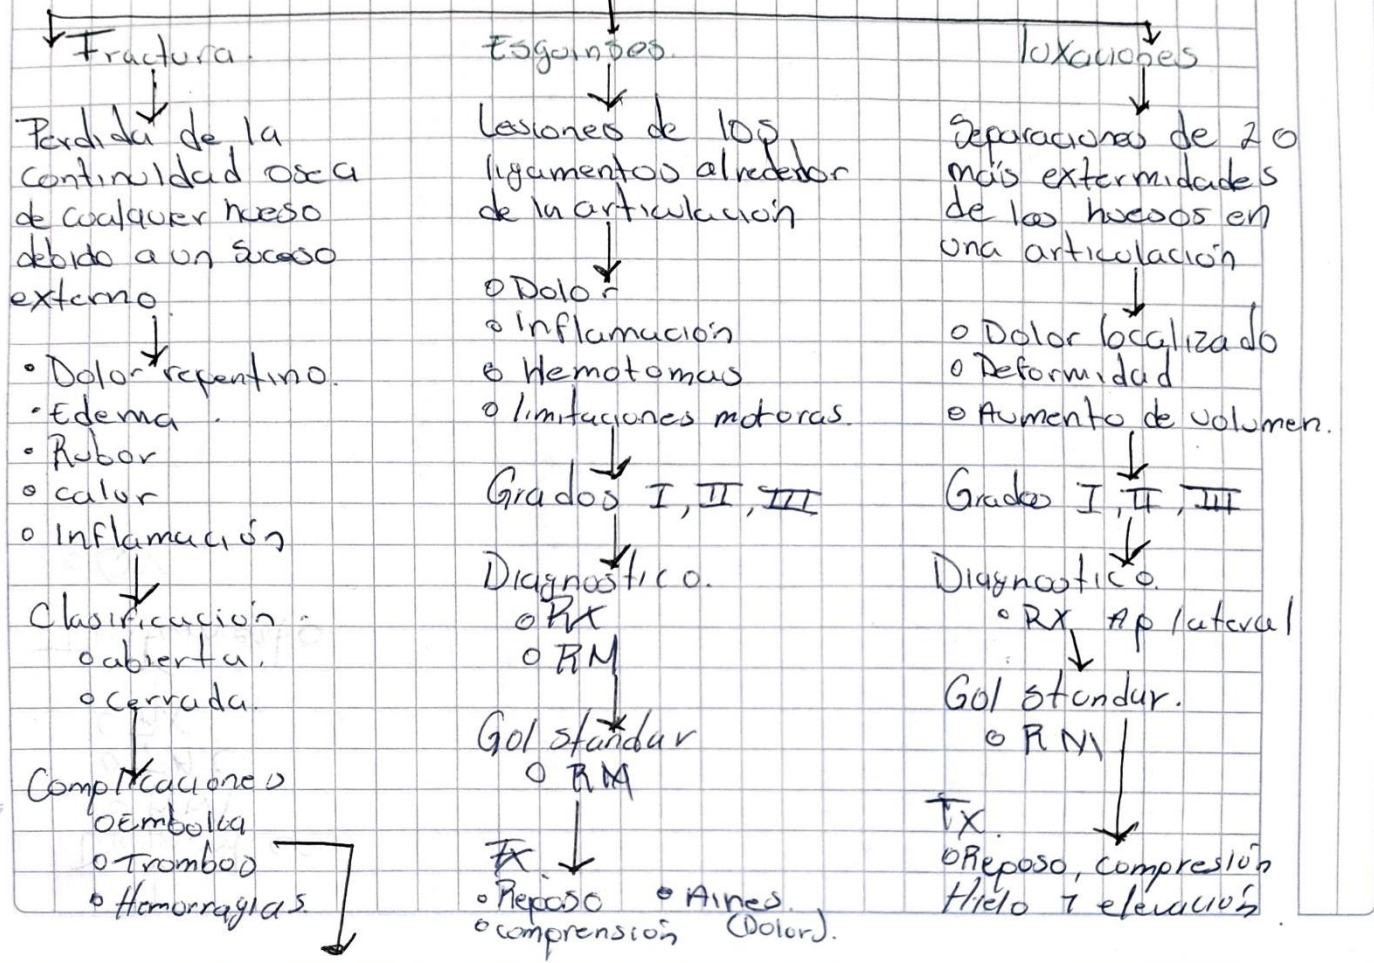 Fractura.
Perdida de la
continuidad osea
de cualquer hueso
debido a un suceso
externo
• Dolor repentino.
• Edema.
• Rubor
• calor
• Inflamación
Clasificación.
• abierta.
• Cerrada.
Complicaciones
• Embolia
• Trombos
• Hemorragias.
Esguinses.
Lesiones de los
ligamentos alrededor
de la articulación
• Dolor
• Inflamación
• Hemotomas
• limitaciones motoras.
Grados I, II, III
Diagnostico.
• RX
• RM
Gol standar
• RM
Tx.
• Reposo • Aines.
• comprensión (Dolor).
luxaciones
Separaciones de 2 o
más extermidades
de los huesos en
una articulación
• Dolor localizado
• Deformidad
• Aumento de volumen.
Grados I, II, III
Diagnostico.
• RX Ap lateral
Gol standar.
• RM
Tx.
• Reposo, compresión
Hielo y elevación.